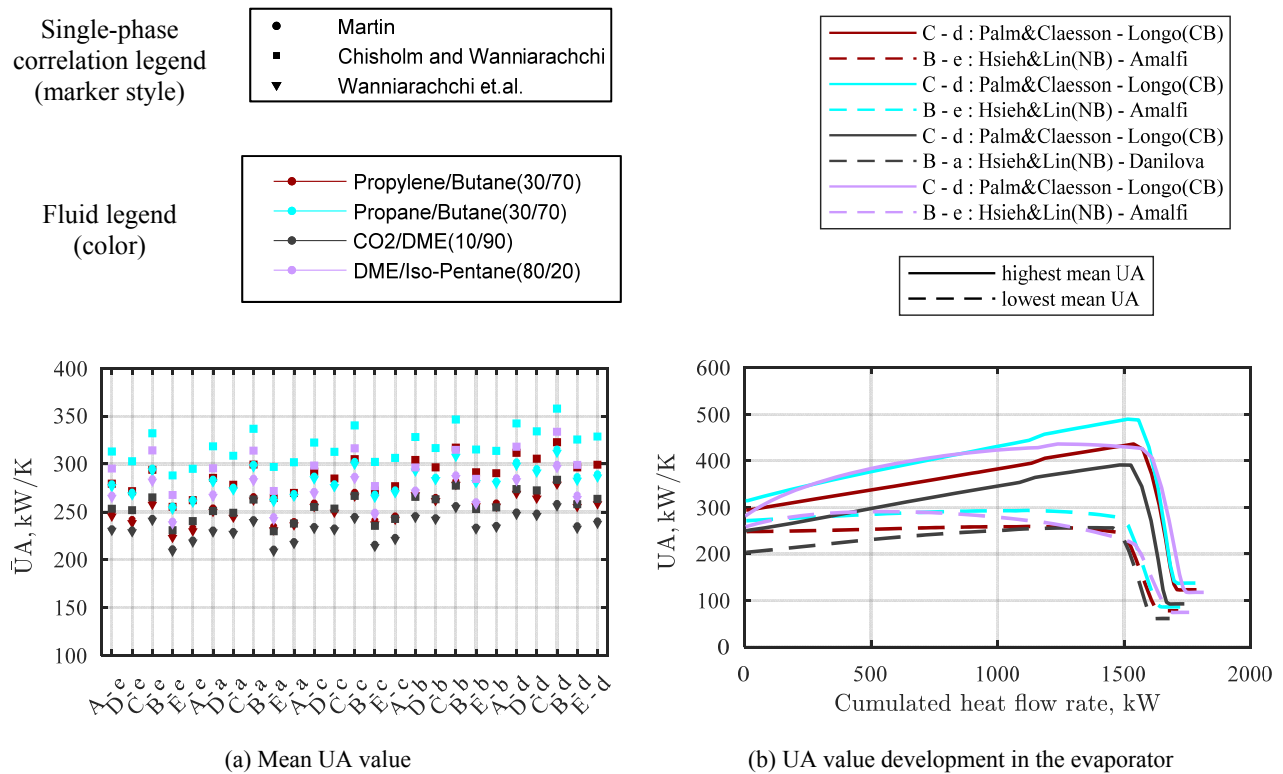 Single-phase
correlation legend
(marker style)
Martin
Chisholm and Wanniarachchi
Wanniarachchi et.al.
Fluid legend
(color)
Propylene/Butane(30/70)
Propane/Butane(30/70)
CO2/DME(10/90)
DME/Iso-Pentane(80/20)
C - d : Palm&Claesson - Longo(CB)
B - e : Hsieh&Lin(NB) - Amalfi
C - d : Palm&Claesson - Longo(CB)
B - e : Hsieh&Lin(NB) - Amalfi
C - d : Palm&Claesson - Longo(CB)
B - a : Hsieh&Lin(NB) - Danilova
C - d : Palm&Claesson - Longo(CB)
B - e : Hsieh&Lin(NB) - Amalfi
highest mean UA
lowest mean UA
400
350
300
250
200
150
100
ŪA, kW/K
A - e
D - e
C - e
B - e
E - e
A - a
D - a
C - a
B - a
E - a
A - c
D - c
C - c
B - c
E - c
A - b
D - b
C - b
B - b
E - b
A - d
D - d
C - d
B - d
E - d
(a) Mean UA value
600
500
400
300
200
100
0
UA, kW/K
0
500
1000
1500
2000
Cumulated heat flow rate, kW
(b) UA value development in the evaporator